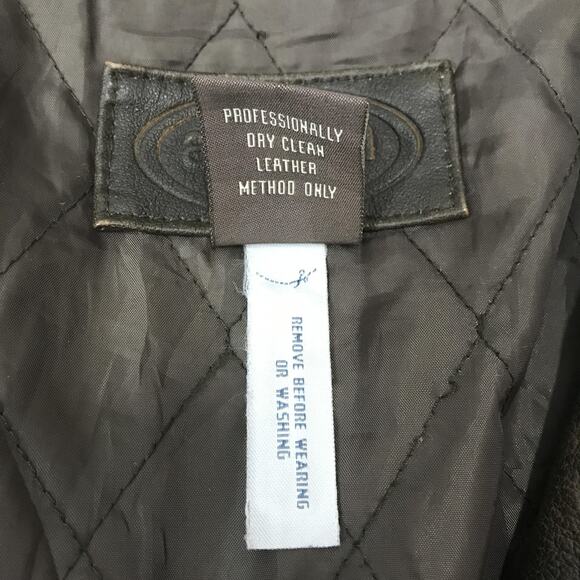 PROFESSIONALLY
DRY CLEAN
LEATHER
METHOD ONLY
REMOVE BEFORE WEARING
OR WASHING